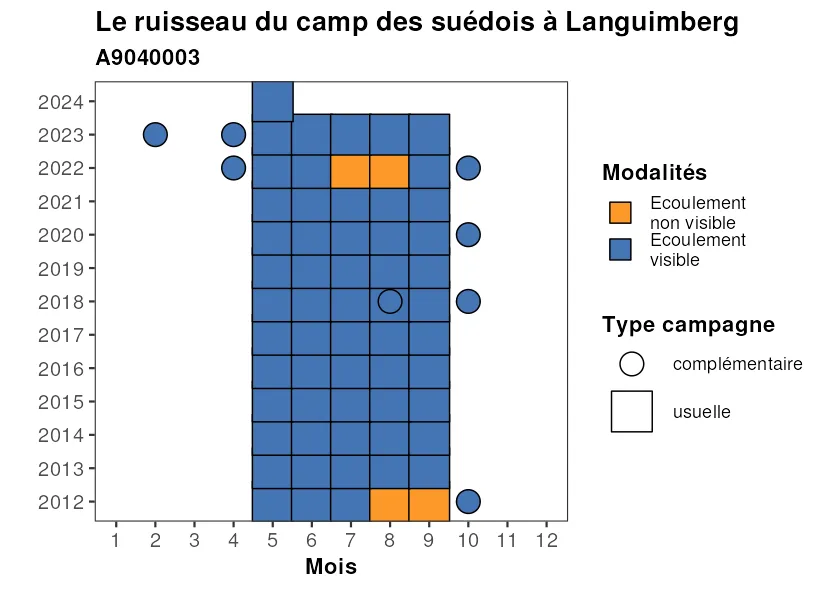 Le ruisseau du camp des suédois à Languimberg
A9040003
2024
2023
2022
2021
2020
2019
2018
2017
2016
2015
2014
2013
2012
1 2 3 4 5 6 7 8 9 10 11 12
Mois
Modalités
Ecoulement
non visible
Ecoulement
visible
Type campagne
complémentaire
usuelle